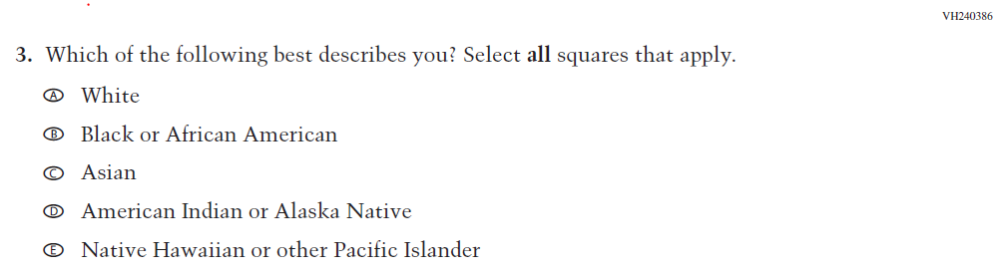 VH240386
3. Which of the following best describes you? Select all squares that apply.
A White
B Black or African American
C Asian
D American Indian or Alaska Native
E Native Hawaiian or other Pacific Islander